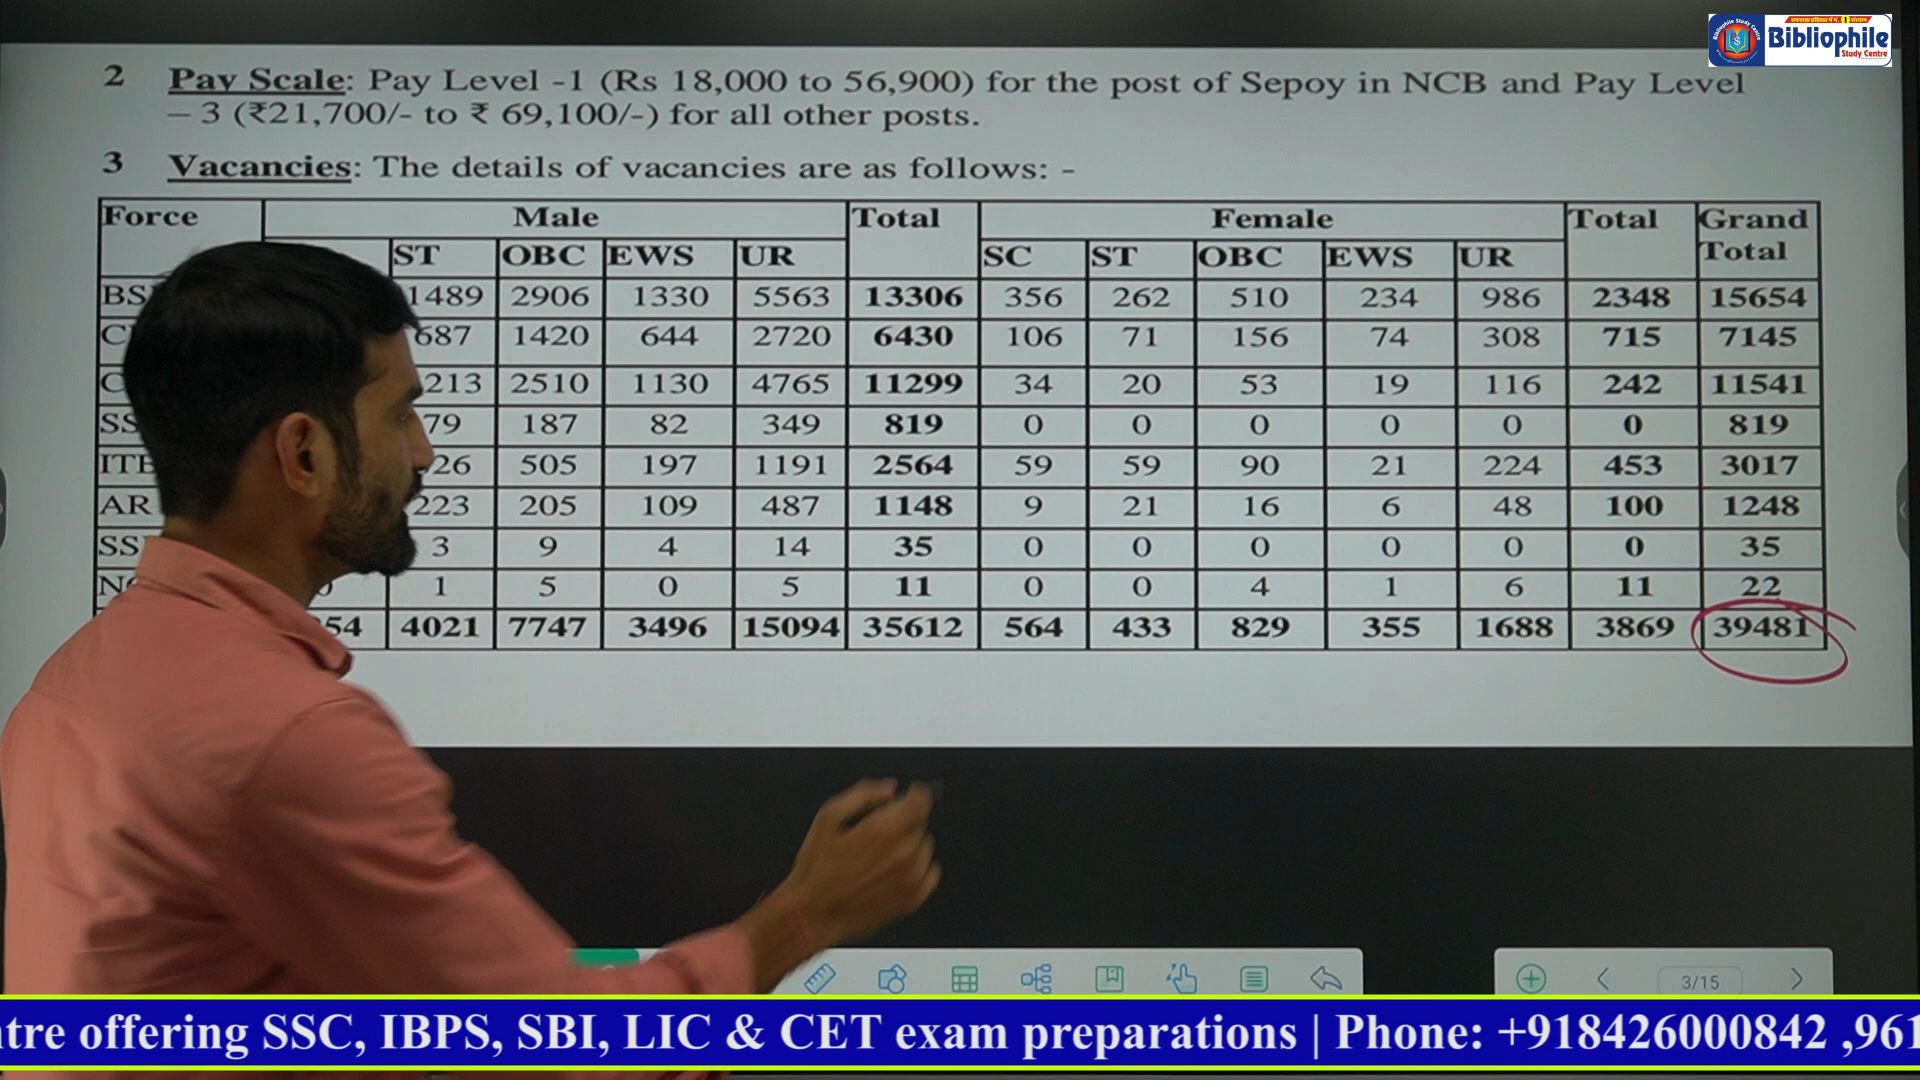 Bibliophile
Study Centre
2 Pay Scale: Pay Level -1 (Rs 18,000 to 56,900) for the post of Sepoy in NCB and Pay Level
– 3 (₹21,700/- to ₹ 69,100/-) for all other posts.
3 Vacancies: The details of vacancies are as follows: -
Force Male Total Female Total Grand Total
ST OBC EWS UR SC ST OBC EWS UR
1489 2906 1330 5563 13306 356 262 510 234 986 2348 15654
687 1420 644 2720 6430 106 71 156 74 308 715 7145
213 2510 1130 4765 11299 34 20 53 19 116 242 11541
79 187 82 349 819 0 0 0 0 0 0 819
26 505 197 1191 2564 59 59 90 21 224 453 3017
AR 223 205 109 487 1148 9 21 16 6 48 100 1248
3 9 4 14 35 0 0 0 0 0 0 35
1 5 0 5 11 0 0 4 1 6 11 22
54 4021 7747 3496 15094 35612 564 433 829 355 1688 3869 39481
3/15
tre offering SSC, IBPS, SBI, LIC & CET exam preparations | Phone: +918426000842 ,961